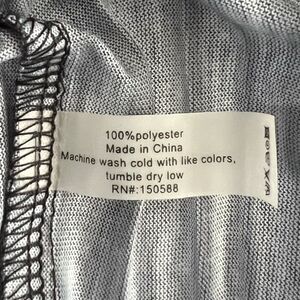 100%polyester
Made in China
Machine wash cold with like colors,
tumble dry low
RN#:150588